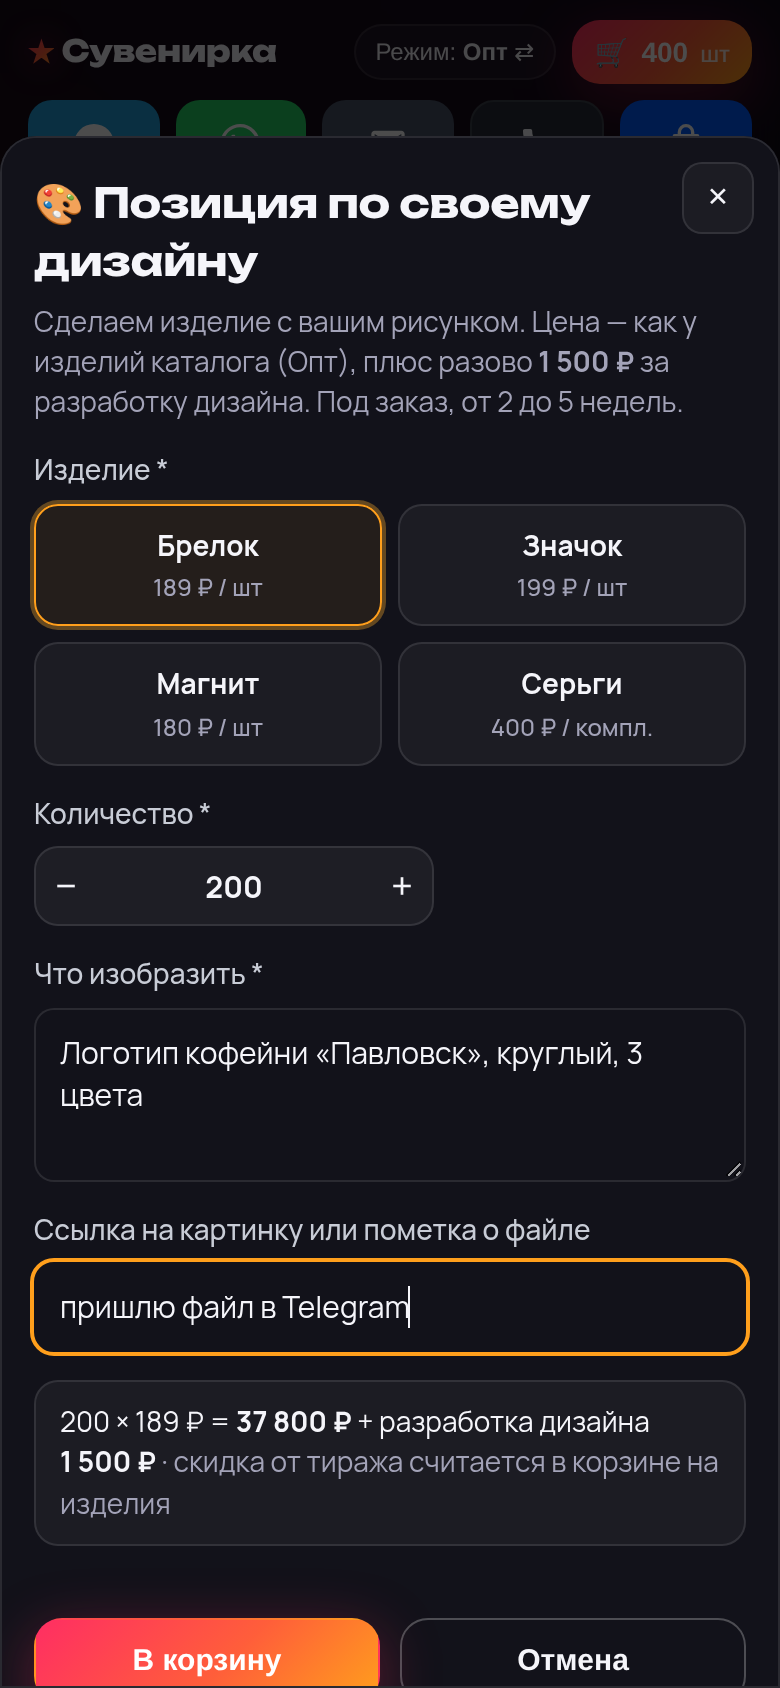 ★ Сувенирка
Режим: Опт ⇄
400 шт
🎨 Позиция по своему
дизайну
✕
Сделаем изделие с вашим рисунком. Цена — как у
изделий каталога (Опт), плюс разово 1 500 ₽ за
разработку дизайна. Под заказ, от 2 до 5 недель.
Изделие *
Брелок
189 ₽ / шт
Значок
199 ₽ / шт
Магнит
180 ₽ / шт
Серьги
400 ₽ / компл.
Количество *
− 200 +
Что изобразить *
Логотип кофейни «Павловск», круглый, 3
цвета
Ссылка на картинку или пометка о файле
пришлю файл в Telegram
200 × 189 ₽ = 37 800 ₽ + разработка дизайна
1 500 ₽ · скидка от тиража считается в корзине на
изделия
В корзину
Отмена